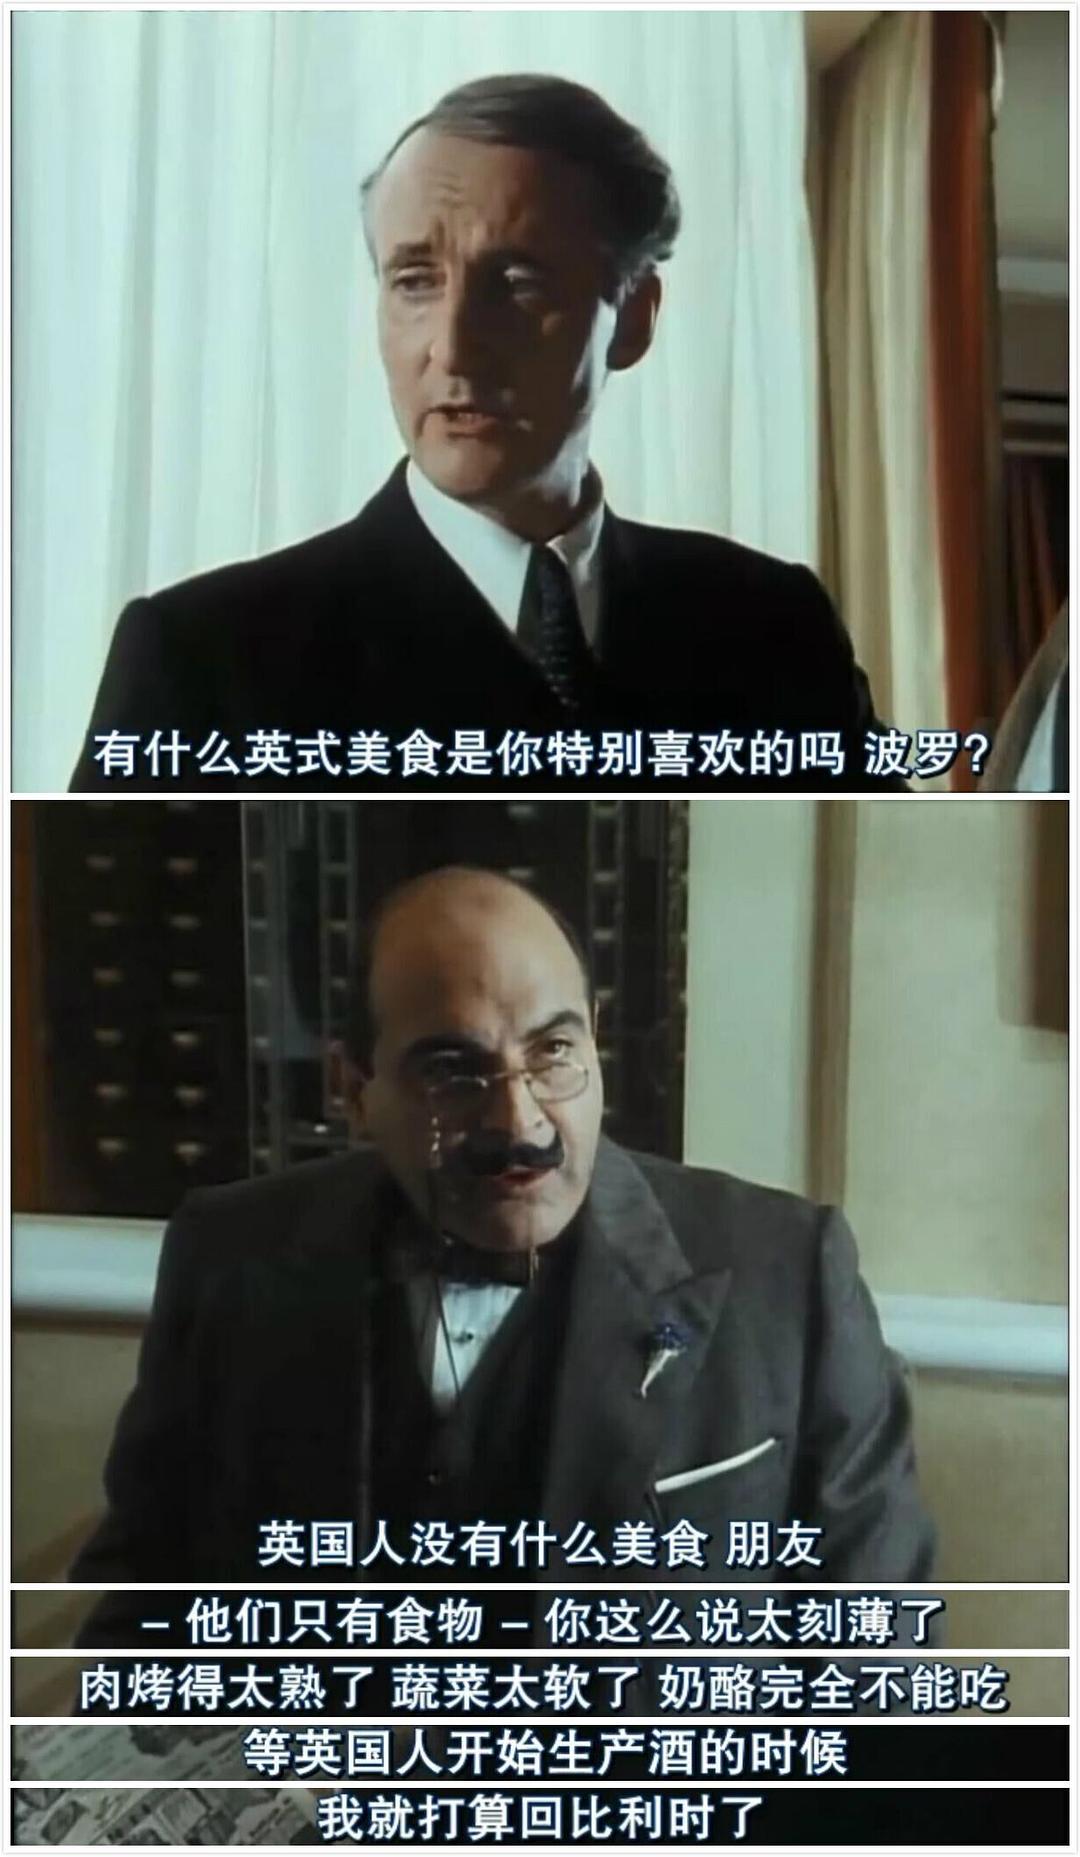 有什么英式美食是你特别喜欢的吗 波罗?
英国人没有什么美食 朋友
- 他们只有食物 - 你这么说太刻薄了
肉烤得太熟了 蔬菜太软了 奶酪完全不能吃
等英国人开始生产酒的时候
我就打算回比利时了